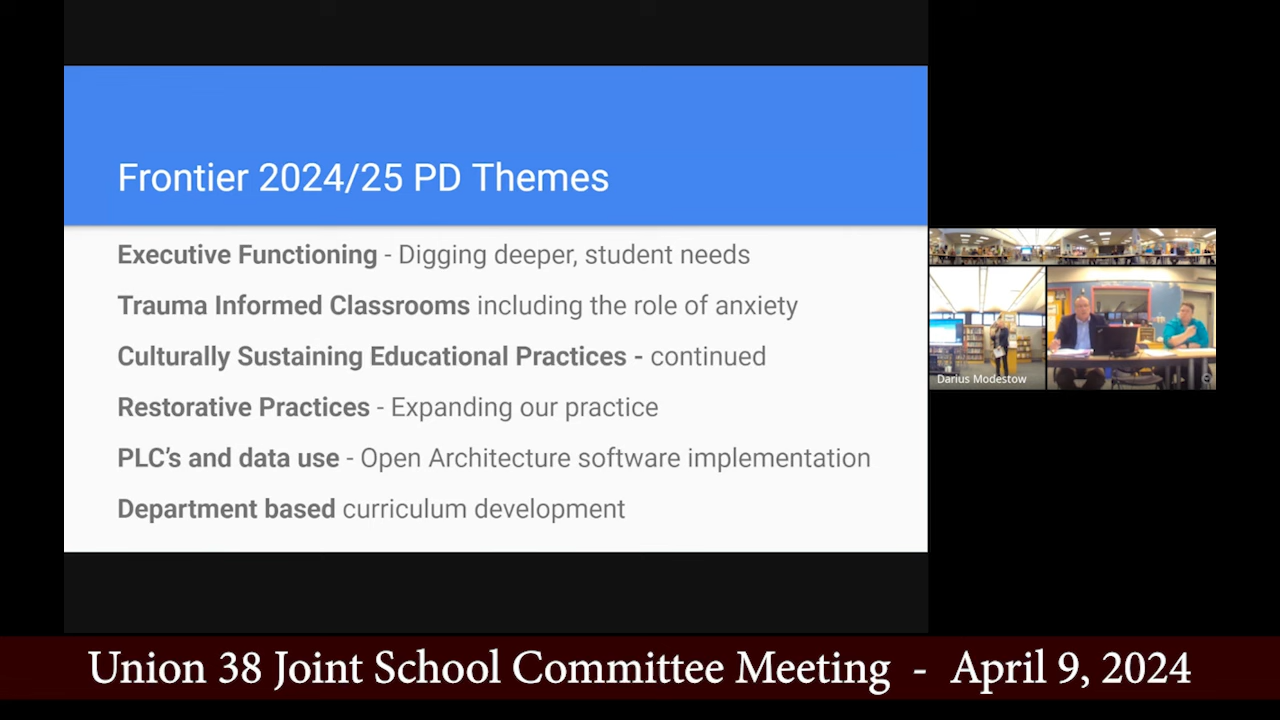 Frontier 2024/25 PD Themes
Executive Functioning - Digging deeper, student needs
Trauma Informed Classrooms including the role of anxiety
Culturally Sustaining Educational Practices - continued
Restorative Practices - Expanding our practice
PLC's and data use - Open Architecture software implementation
Department based curriculum development
Darius Modestow
Union 38 Joint School Committee Meeting - April 9, 2024